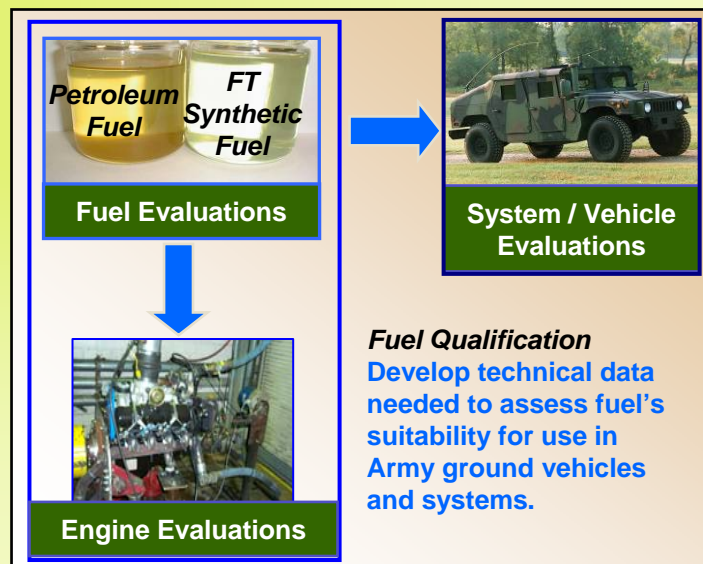 Petroleum
Fuel
FT
Synthetic
Fuel
Fuel Evaluations
System / Vehicle
Evaluations
Engine Evaluations
Fuel Qualification
Develop technical data
needed to assess fuel's
suitability for use in
Army ground vehicles
and systems.